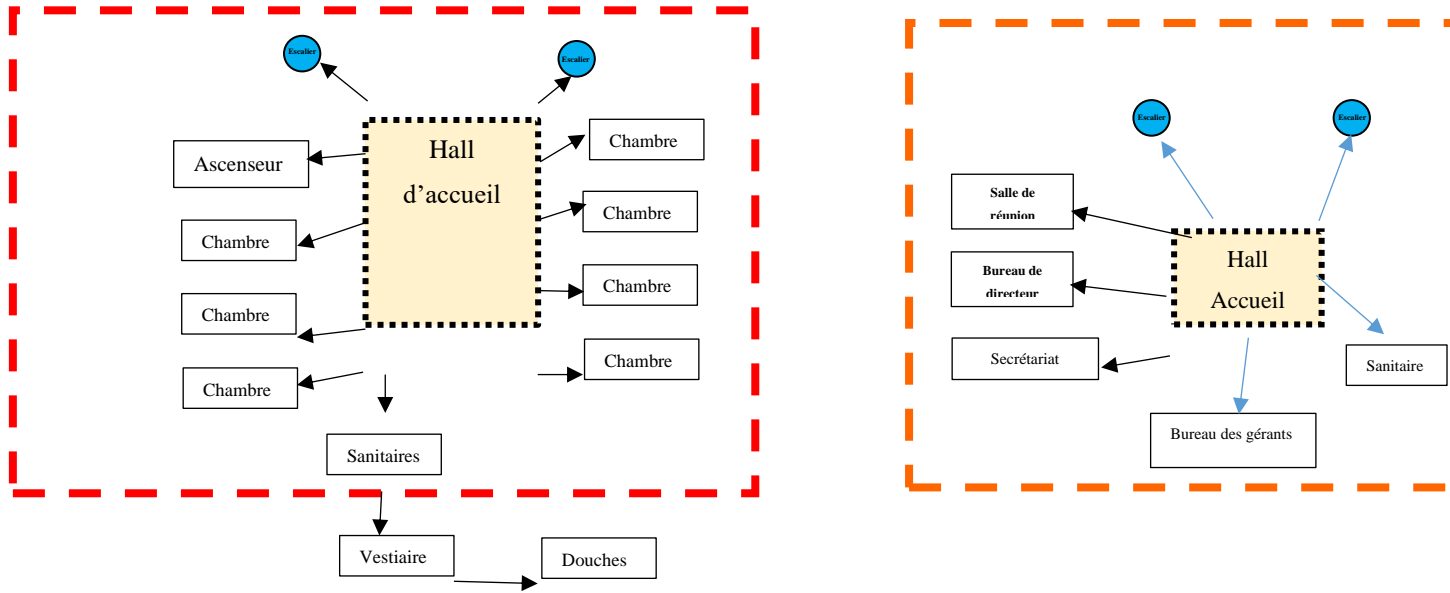 Escalier
Escalier
Hall
d’accueil
Ascenseur
Chambre
Chambre
Chambre
Chambre
Chambre
Chambre
Chambre
Sanitaires
Vestiaire
Douches
Escalier
Escalier
Salle de
réunion
Hall
Accueil
Bureau de
directeur
Secrétariat
Sanitaire
Bureau des gérants